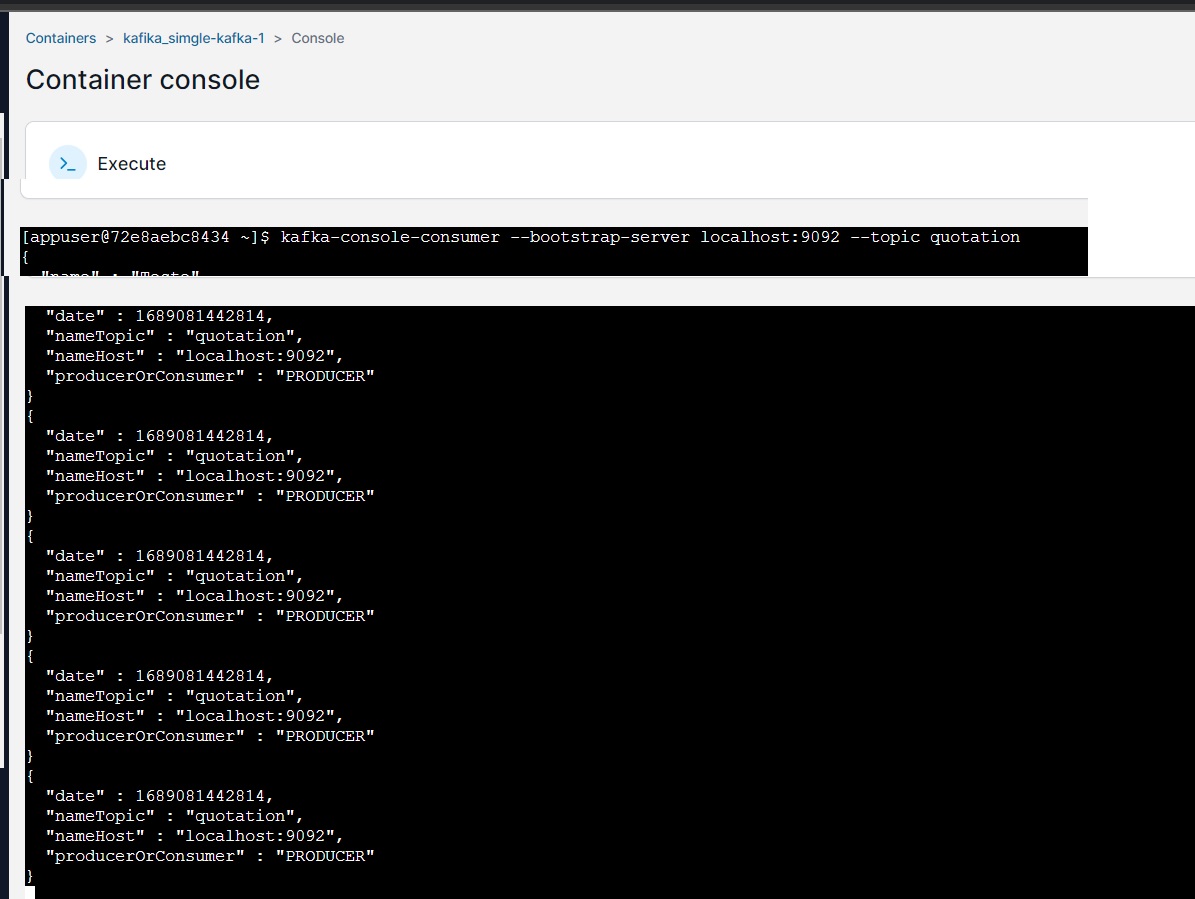 Containers > kafika_simgle-kafka-1 > Console
Container console
>_ Execute
[appuser@72e8aebc8434 ~]$ kafka-console-consumer --bootstrap-server localhost:9092 --topic quotation
{
"name" : "Teste"
"date" : 1689081442814,
"nameTopic" : "quotation",
"nameHost" : "localhost:9092",
"producerOrConsumer" : "PRODUCER"
}
{
"date" : 1689081442814,
"nameTopic" : "quotation",
"nameHost" : "localhost:9092",
"producerOrConsumer" : "PRODUCER"
}
{
"date" : 1689081442814,
"nameTopic" : "quotation",
"nameHost" : "localhost:9092",
"producerOrConsumer" : "PRODUCER"
}
{
"date" : 1689081442814,
"nameTopic" : "quotation",
"nameHost" : "localhost:9092",
"producerOrConsumer" : "PRODUCER"
}
{
"date" : 1689081442814,
"nameTopic" : "quotation",
"nameHost" : "localhost:9092",
"producerOrConsumer" : "PRODUCER"
}